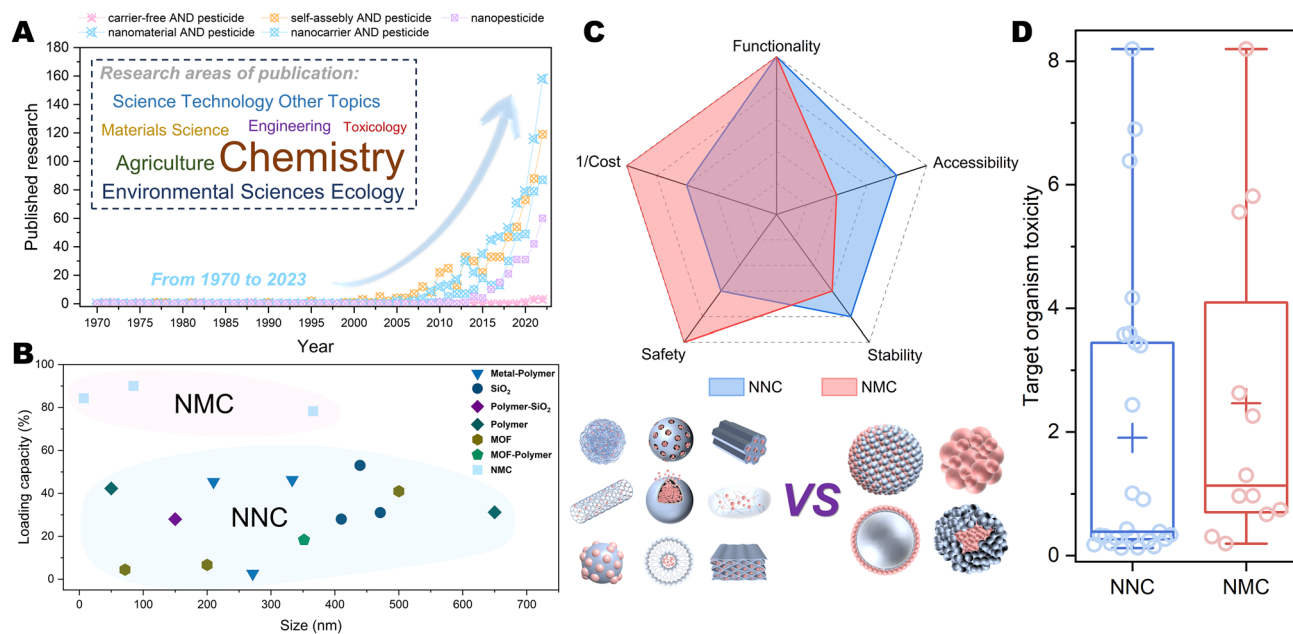 A
carrier-free AND pesticide
self-assebly AND pesticide
nanopesticide
nanomaterial AND pesticide
nanocarrier AND pesticide
Published research
180
160
140
120
100
80
60
40
20
0
Research areas of publication:
Science Technology Other Topics
Materials Science
Engineering
Toxicology
Agriculture
Chemistry
Environmental Sciences Ecology
From 1970 to 2023
1970
1975
1980
1985
1990
1995
2000
2005
2010
2015
2020
Year
B
Loading capacity (%)
100
80
60
40
20
0
NMC
NNC
Metal-Polymer
SiO₂
Polymer-SiO₂
Polymer
MOF
MOF-Polymer
NMC
0
100
200
300
400
500
600
700
Size (nm)
C
Functionality
1/Cost
Accessibility
Safety
Stability
NNC
NMC
VS
D
Target organism toxicity
8
6
4
2
0
NNC
NMC